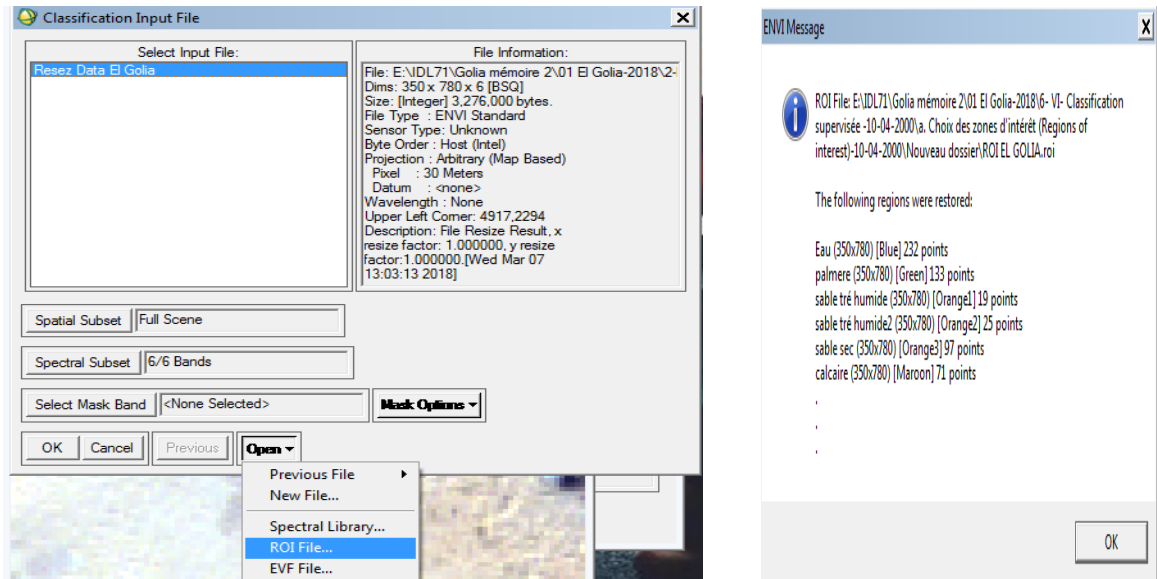 Classification Input File
Select Input File:
Resez Data El Golia
File Information:
File: E:\IDL71\Golia mémoire 2\01 El Golia-2018\2-
Dims: 350 x 780 x 6 [BSQ]
Size: [Integer] 3,276,000 bytes.
File Type : ENVI Standard
Sensor Type: Unknown
Byte Order : Host (Intel)
Projection : Arbitrary (Map Based)
Pixel : 30 Meters
Datum : <none>
Wavelength : None
Upper Left Corner: 4917,2294
Description: File Resize Result, x
resize factor: 1.000000, y resize
factor:1.000000.[Wed Mar 07
13:03:13 2018]
Spatial Subset Full Scene
Spectral Subset 6/6 Bands
Select Mask Band <None Selected> Mask Options
OK Cancel Previous Open
Previous File
New File...
Spectral Library...
ROI File...
EVF File...
ENVI Message
ROI File: E:\IDL71\Golia mémoire 2\01 El Golia-2018\6- VI- Classification
supervisée -10-04-2000\a. Choix des zones d'intérét (Regions of
interest)-10-04-2000\Nouveau dossier\ROI EL GOLIA.roi
The following regions were restored:
Eau (350x780) [Blue] 232 points
palmere (350x780) [Green] 133 points
sable tré humide (350x780) [Orange1] 19 points
sable tré humide2 (350x780) [Orange2] 25 points
sable sec (350x780) [Orange3] 97 points
calcaire (350x780) [Maroon] 71 points
.
.
.
OK